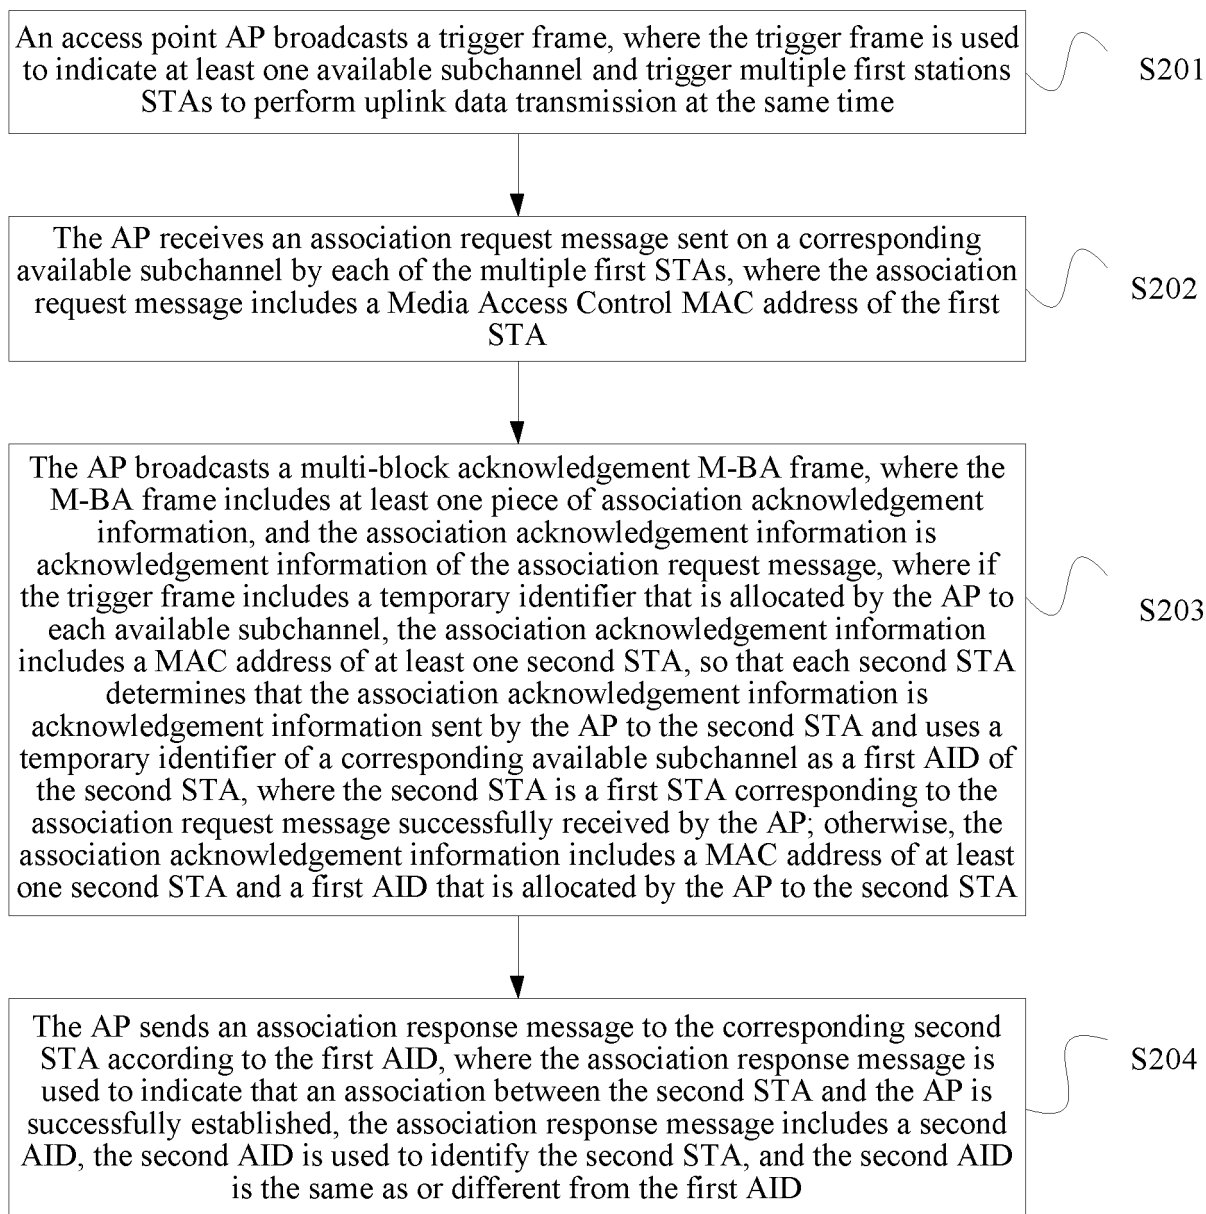 An access point AP broadcasts a trigger frame, where the trigger frame is used
to indicate at least one available subchannel and trigger multiple first stations
STAs to perform uplink data transmission at the same time
S201
The AP receives an association request message sent on a corresponding
available subchannel by each of the multiple first STAs, where the association
request message includes a Media Access Control MAC address of the first
STA
S202
The AP broadcasts a multi-block acknowledgement M-BA frame, where the
M-BA frame includes at least one piece of association acknowledgement
information, and the association acknowledgement information is
acknowledgement information of the association request message, where if
the trigger frame includes a temporary identifier that is allocated by the AP to
each available subchannel, the association acknowledgement information
includes a MAC address of at least one second STA, so that each second STA
determines that the association acknowledgement information is
acknowledgement information sent by the AP to the second STA and uses a
temporary identifier of a corresponding available subchannel as a first AID of
the second STA, where the second STA is a first STA corresponding to the
association request message successfully received by the AP; otherwise, the
association acknowledgement information includes a MAC address of at least
one second STA and a first AID that is allocated by the AP to the second STA
S203
The AP sends an association response message to the corresponding second
STA according to the first AID, where the association response message is
used to indicate that an association between the second STA and the AP is
successfully established, the association response message includes a second
AID, the second AID is used to identify the second STA, and the second AID
is the same as or different from the first AID
S204